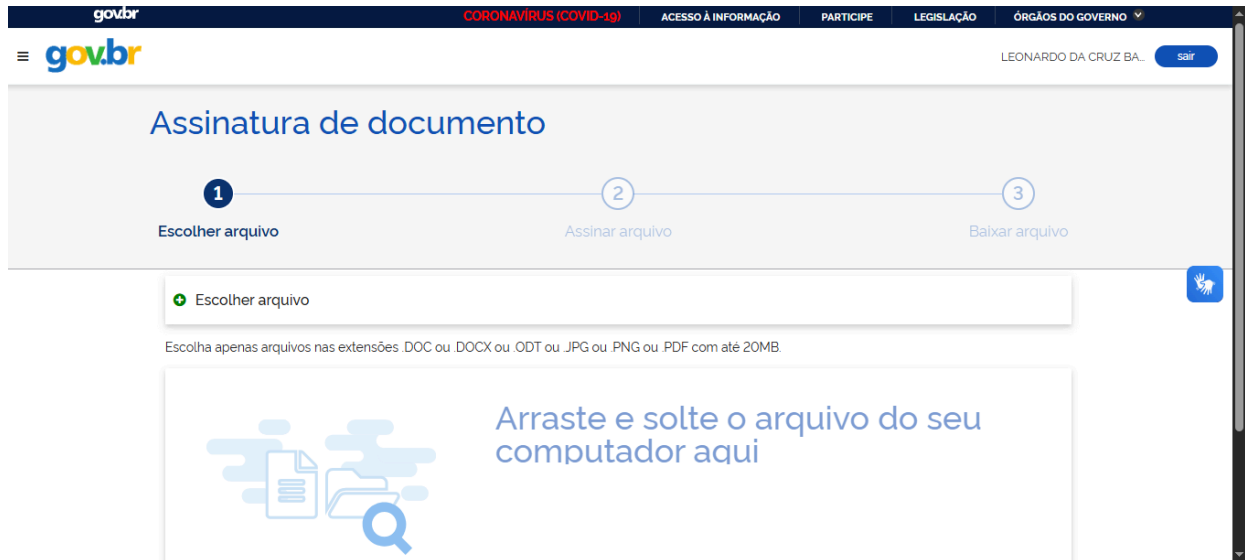 gov.br CORONAVÍRUS (COVID-19) ACESSO À INFORMAÇÃO PARTICIPE LEGISLAÇÃO ÓRGÃOS DO GOVERNO
gov.br LEONARDO DA CRUZ BA... sair
Assinatura de documento
1 2 3
Escolher arquivo Assinar arquivo Baixar arquivo
Escolher arquivo
Escolha apenas arquivos nas extensões .DOC ou .DOCX ou .ODT ou .JPG ou .PNG ou .PDF com até 20MB.
Arraste e solte o arquivo do seu
computador aqui